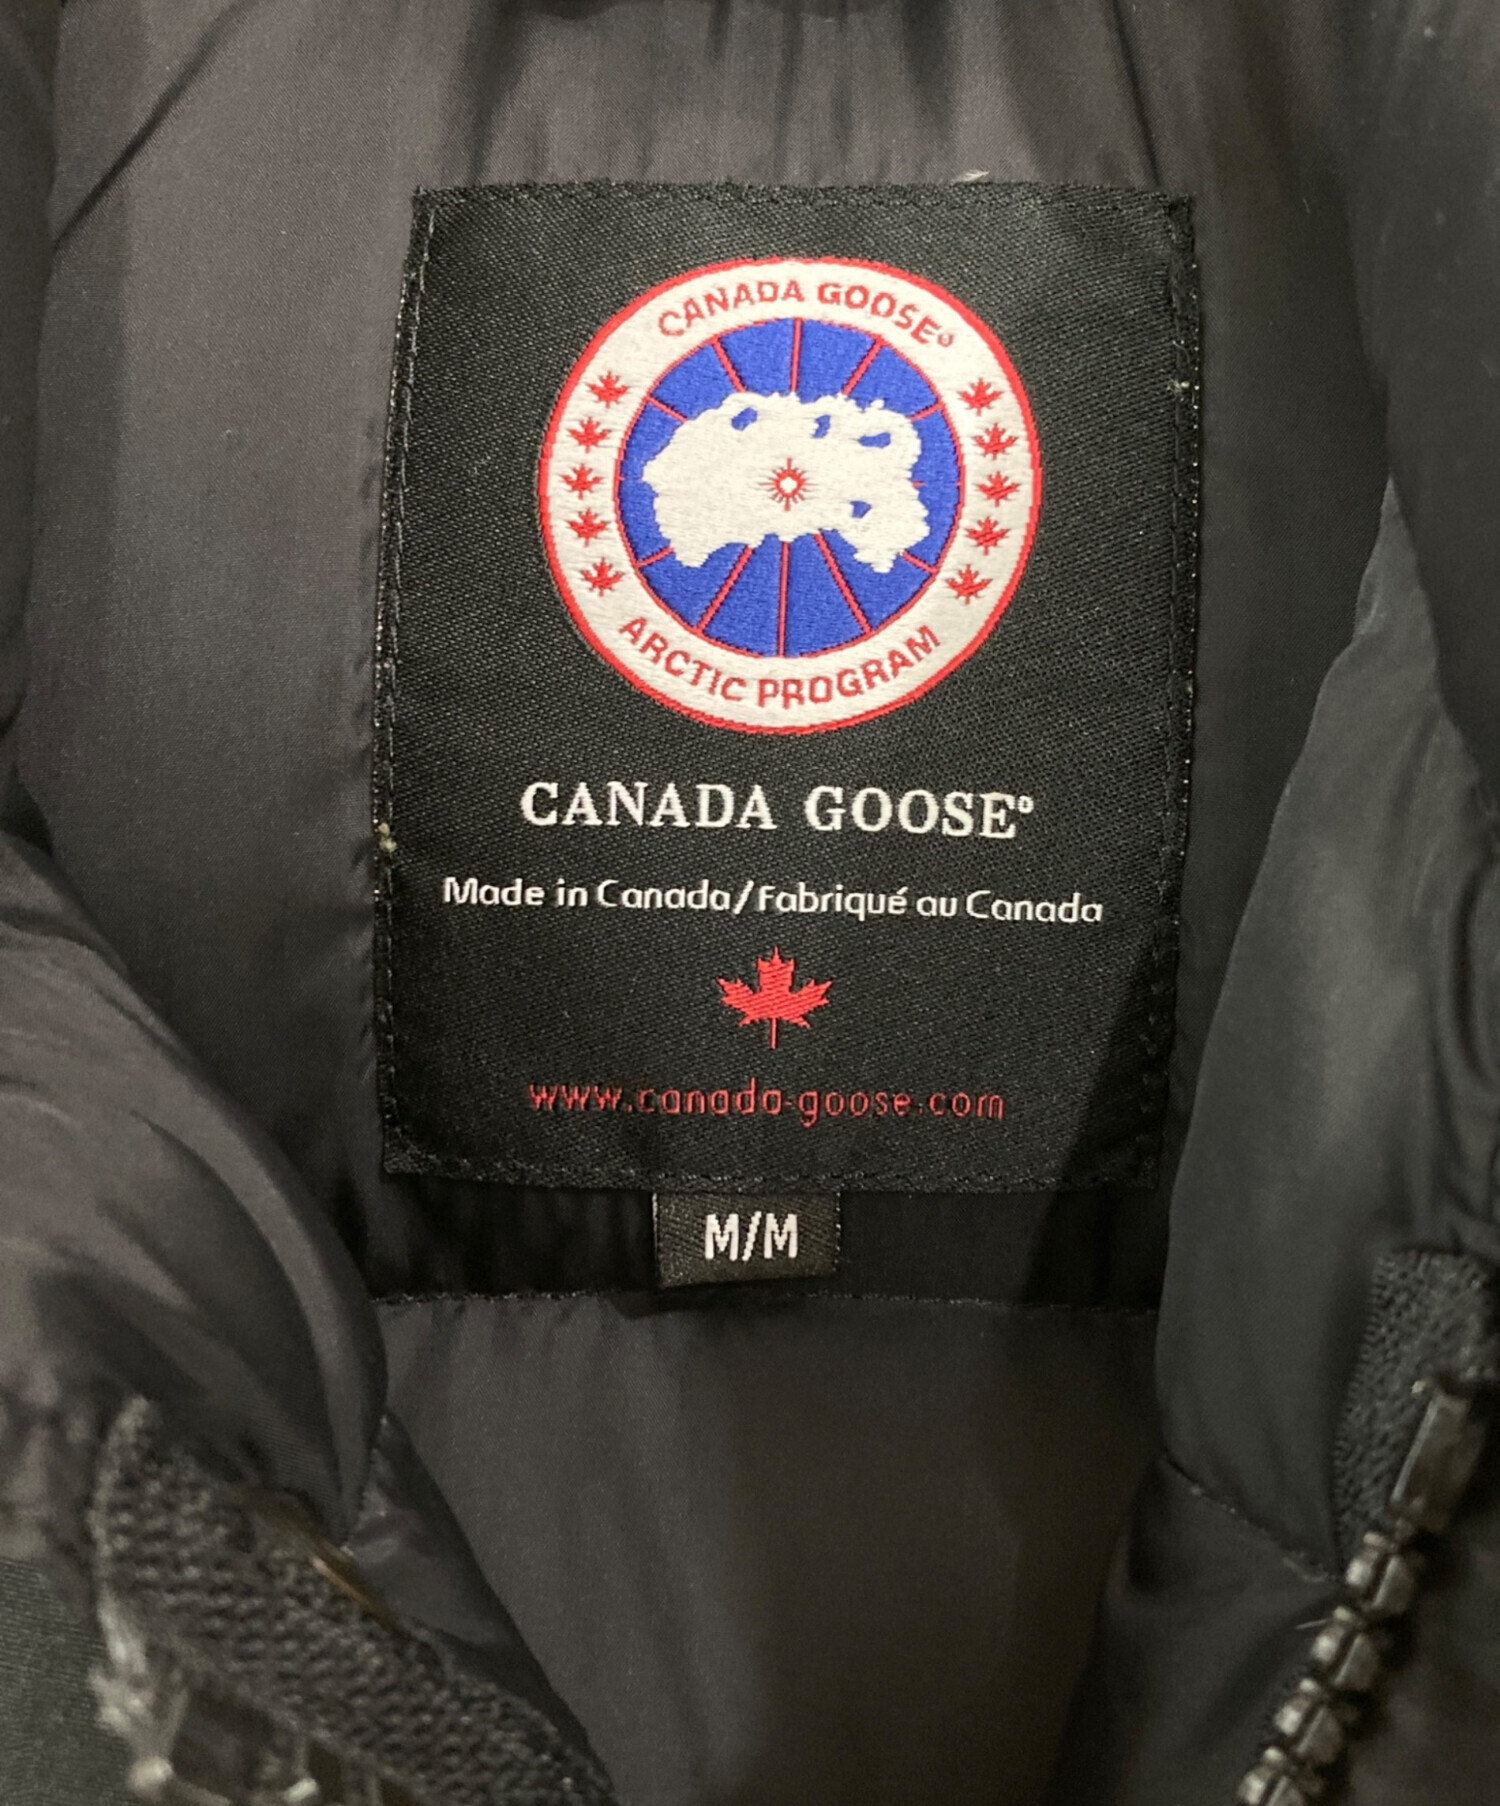 CANADA GOOSE®
ARCTIC PROGRAM
CANADA GOOSE®
Made in Canada/Fabriqué au Canada
www.canada-goose.com
M/M